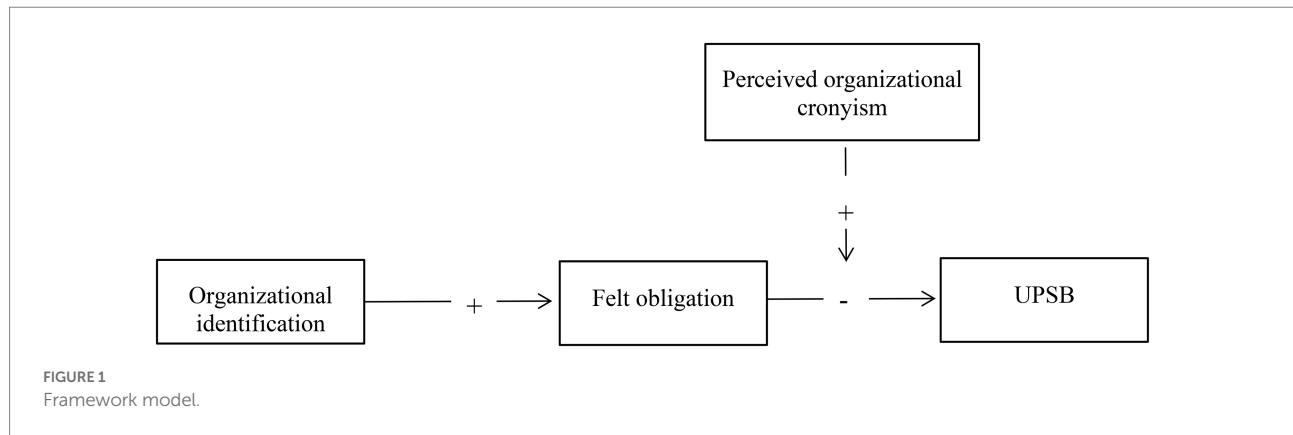 Perceived organizational
cronyism
+
Organizational
identification
+
Felt obligation
-
UPSB
FIGURE 1
Framework model.